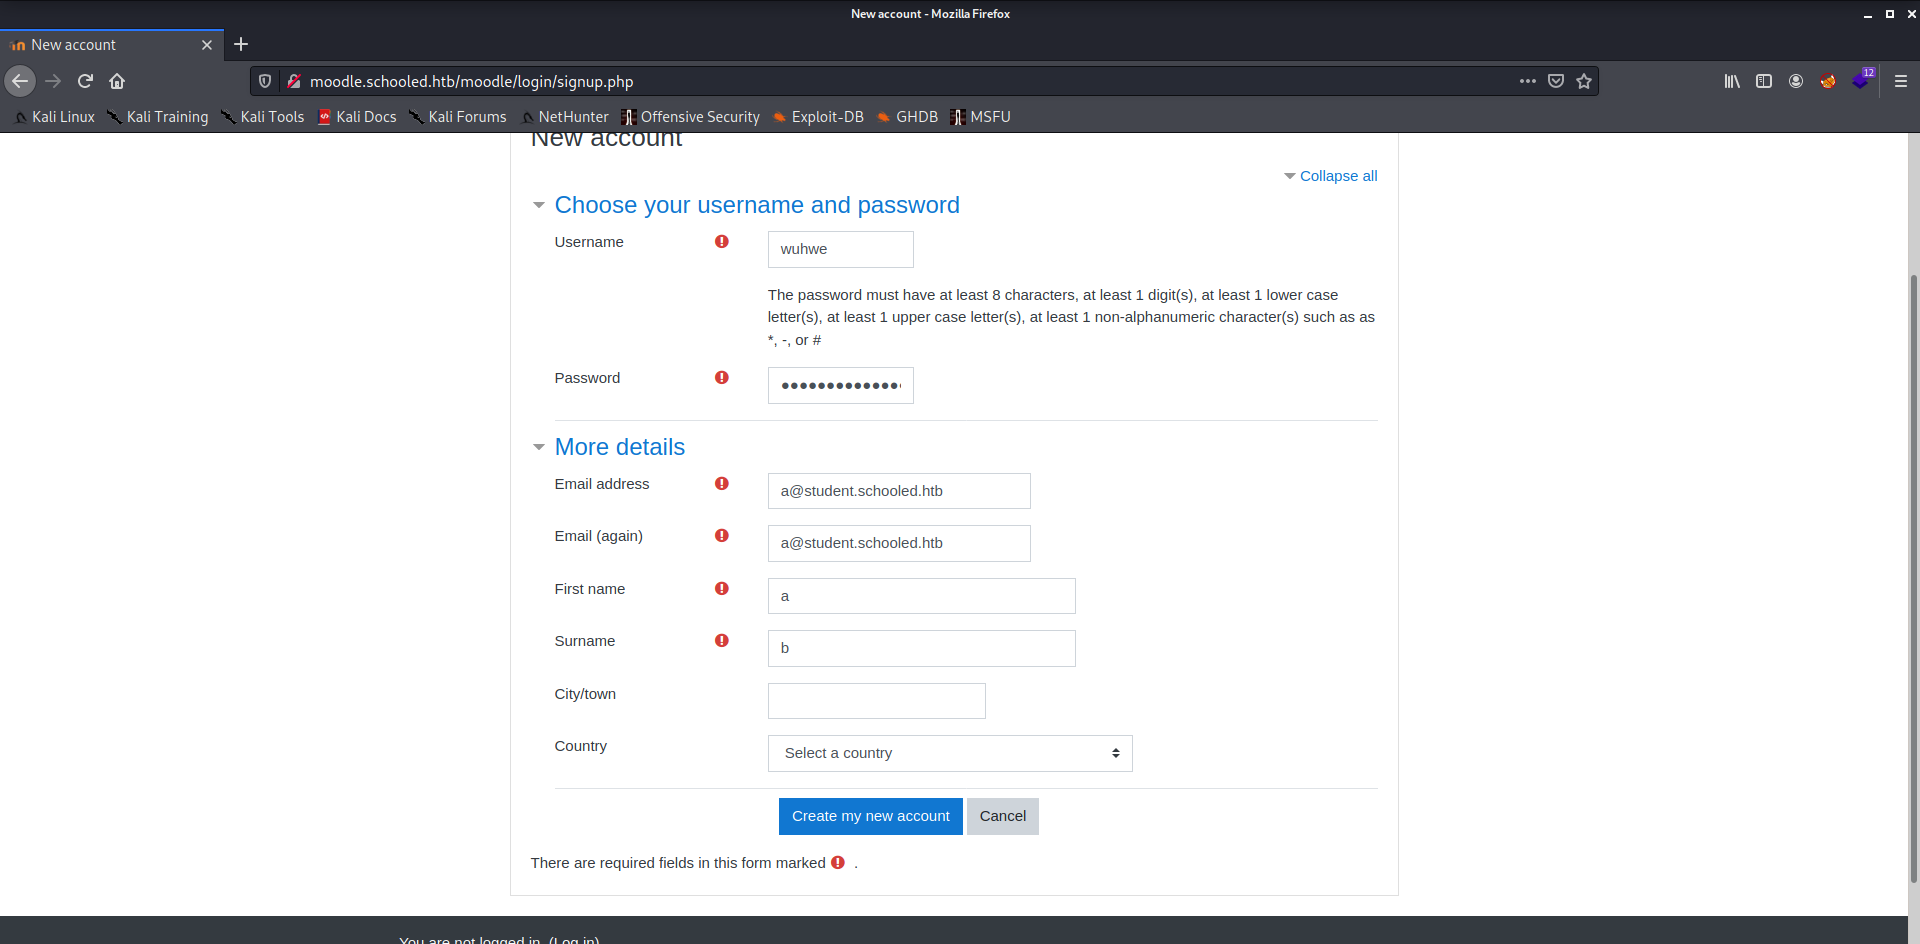 New account - Mozilla Firefox
New account
moodle.schooled.htb/moodle/login/signup.php
12
Kali Linux Kali Training Kali Tools Kali Docs Kali Forums NetHunter Offensive Security Exploit-DB GHDB MSFU
New account
Collapse all
Choose your username and password
Username
wuhwe
The password must have at least 8 characters, at least 1 digit(s), at least 1 lower case
letter(s), at least 1 upper case letter(s), at least 1 non-alphanumeric character(s) such as as
*, -, or #
Password
More details
Email address
a@student.schooled.htb
Email (again)
a@student.schooled.htb
First name
a
Surname
b
City/town
Country
Select a country
Create my new account Cancel
There are required fields in this form marked .
You are not logged in. (Log in)